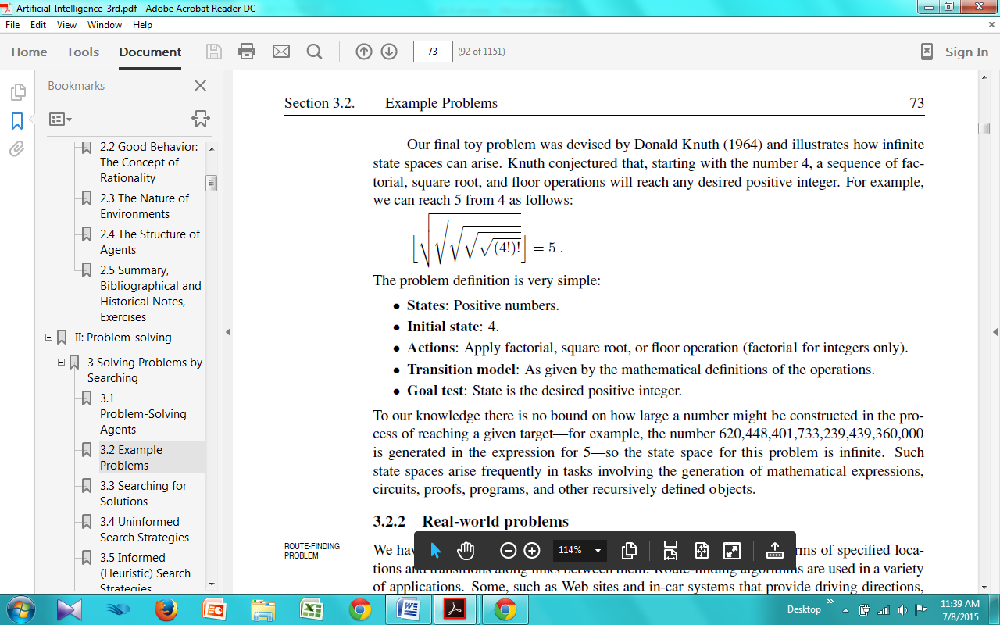 Artificial_Intelligence_3rd.pdf - Adobe Acrobat Reader DC
File Edit View Window Help
Home Tools Document 73 (92 of 1151) Sign In
Bookmarks
2.2 Good Behavior:
The Concept of
Rationality
2.3 The Nature of
Environments
2.4 The Structure of
Agents
2.5 Summary,
Bibliographical and
Historical Notes,
Exercises
II: Problem-solving
3 Solving Problems by
Searching
3.1
Problem-Solving
Agents
3.2 Example
Problems
3.3 Searching for
Solutions
3.4 Uninformed
Search Strategies
3.5 Informed
(Heuristic) Search
Strategies
Section 3.2. Example Problems 73
Our final toy problem was devised by Donald Knuth (1964) and illustrates how infinite
state spaces can arise. Knuth conjectured that, starting with the number 4, a sequence of fac-
torial, square root, and floor operations will reach any desired positive integer. For example,
we can reach 5 from 4 as follows:
⌊√√√√√(4!)!⌋ = 5 .
The problem definition is very simple:
• States: Positive numbers.
• Initial state: 4.
• Actions: Apply factorial, square root, or floor operation (factorial for integers only).
• Transition model: As given by the mathematical definitions of the operations.
• Goal test: State is the desired positive integer.
To our knowledge there is no bound on how large a number might be constructed in the pro-
cess of reaching a given target—for example, the number 620,448,401,733,239,439,360,000
is generated in the expression for 5—so the state space for this problem is infinite. Such
state spaces arise frequently in tasks involving the generation of mathematical expressions,
circuits, proofs, programs, and other recursively defined objects.
3.2.2 Real-world problems
ROUTE-FINDING
PROBLEM
We hav rms of specified loca-
114%
tions and transitions along links between them. Route-finding algorithms are used in a variety
of applications. Some, such as Web sites and in-car systems that provide driving directions,
Desktop 11:39 AM
7/8/2015